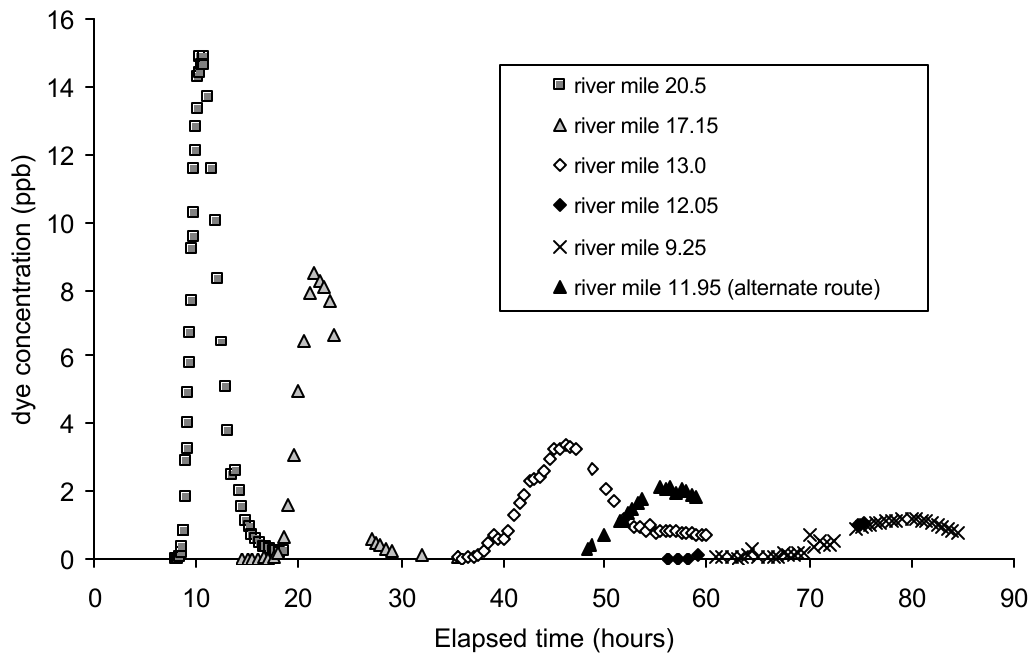 16
14
12
10
8
6
4
2
0
dye concentration (ppb)
river mile 20.5
river mile 17.15
river mile 13.0
river mile 12.05
river mile 9.25
river mile 11.95 (alternate route)
0 10 20 30 40 50 60 70 80 90
Elapsed time (hours)